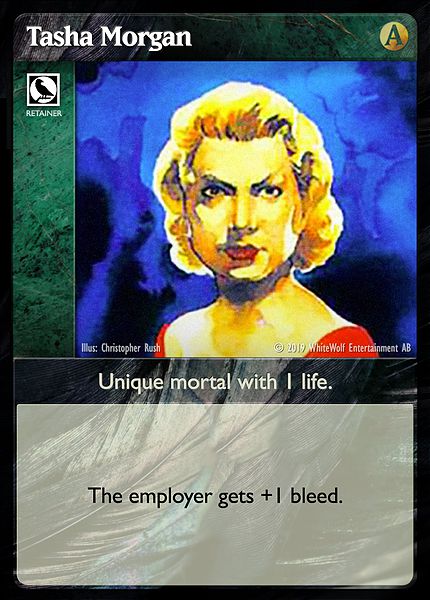 Tasha Morgan
A
RETAINER
Illus: Christopher Rush
© 2019 WhiteWolf Entertainment AB
Unique mortal with 1 life.
The employer gets +1 bleed.